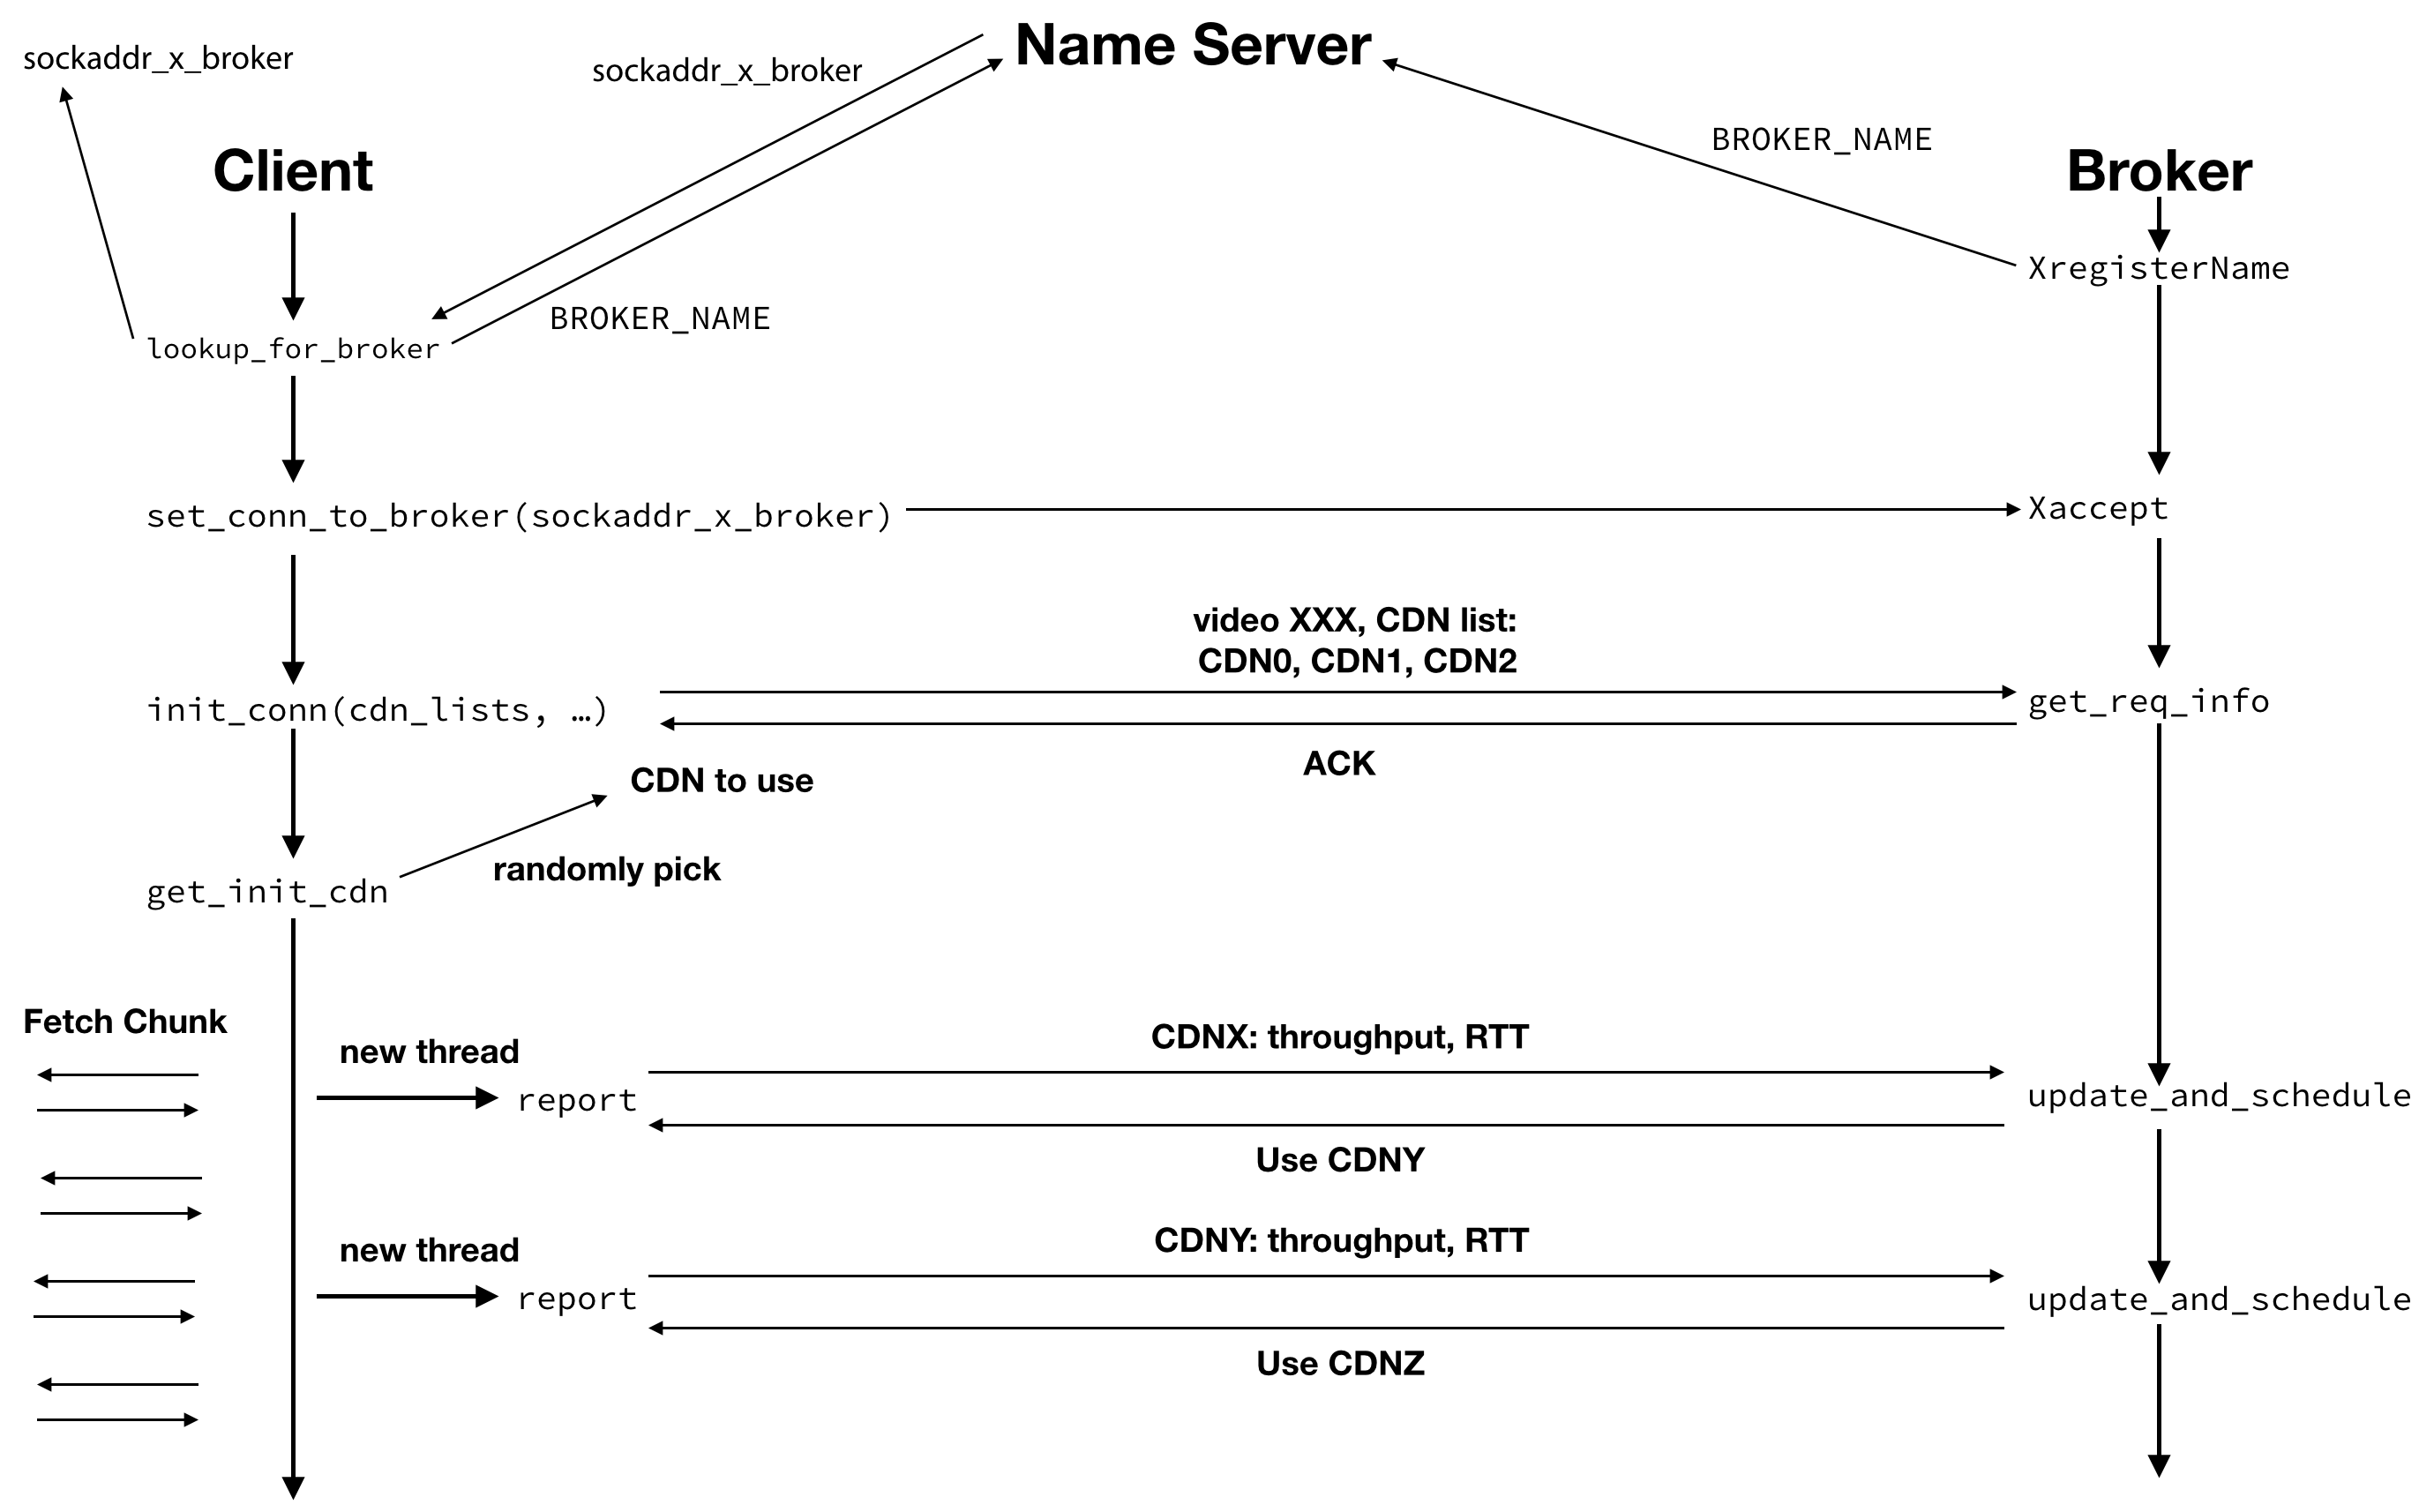 Name Server
sockaddr_x_broker
sockaddr_x_broker
BROKER_NAME
Client
Broker
XregisterName
BROKER_NAME
lookup_for_broker
set_conn_to_broker(sockaddr_x_broker)
Xaccept
video XXX, CDN list:
CDN0, CDN1, CDN2
init_conn(cdn_lists, …)
get_req_info
ACK
CDN to use
randomly pick
get_init_cdn
Fetch Chunk
new thread
CDNX: throughput, RTT
report
update_and_schedule
Use CDNY
new thread
CDNY: throughput, RTT
report
update_and_schedule
Use CDNZ